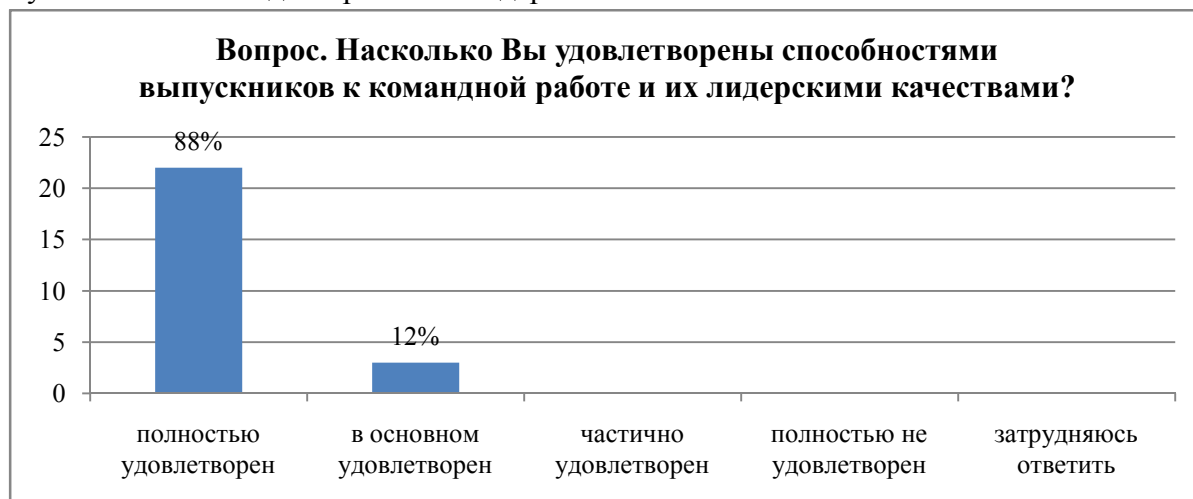 Вопрос. Насколько Вы удовлетворены способностями
выпускников к командной работе и их лидерскими качествами?
25
20
15
10
5
0
88%
12%
полностью
удовлетворен
в основном
удовлетворен
частично
удовлетворен
полностью не
удовлетворен
затрудняюсь
ответить